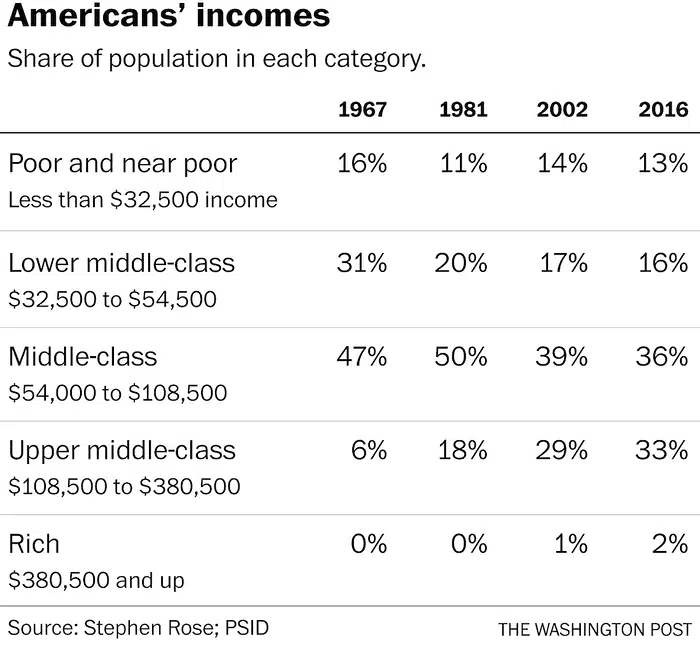 Americans’ incomes
Share of population in each category.
1967 1981 2002 2016
Poor and near poor 16% 11% 14% 13%
Less than $32,500 income
Lower middle-class 31% 20% 17% 16%
$32,500 to $54,500
Middle-class 47% 50% 39% 36%
$54,000 to $108,500
Upper middle-class 6% 18% 29% 33%
$108,500 to $380,500
Rich 0% 0% 1% 2%
$380,500 and up
Source: Stephen Rose; PSID THE WASHINGTON POST